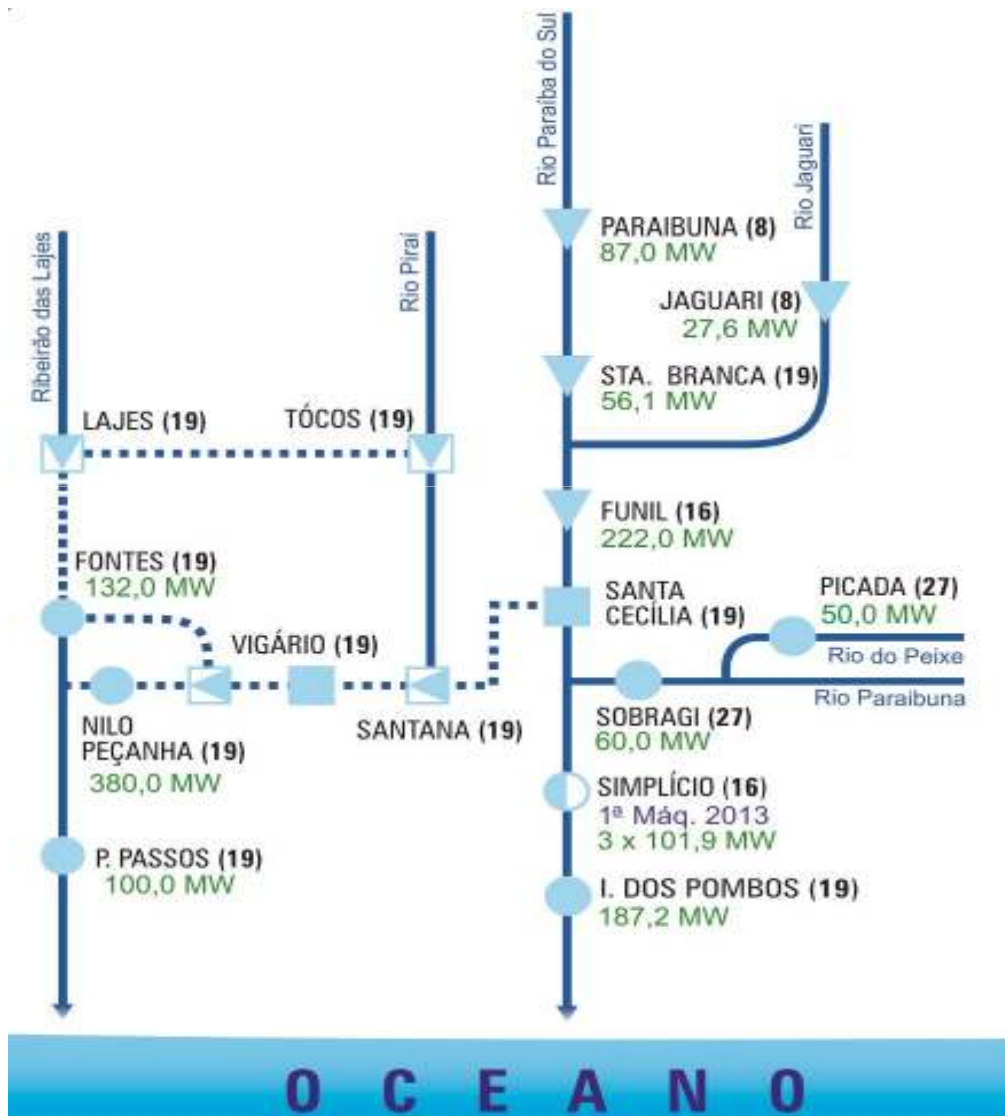 Rio Paraíba do Sul
Rio Jaguari
PARAIBUNA (8)
87,0 MW
JAGUARI (8)
27,6 MW
Ribeirão das Lajes
Rio Piraí
STA. BRANCA (19)
56,1 MW
LAJES (19)
TÓCOS (19)
FUNIL (16)
222,0 MW
FONTES (19)
132,0 MW
SANTA
CECÍLIA (19)
PICADA (27)
50,0 MW
Rio do Peixe
VIGÁRIO (19)
Rio Paraibuna
NILO
PEÇANHA (19)
380,0 MW
SANTANA (19)
SOBRAGI (27)
60,0 MW
SIMPLÍCIO (16)
1ª Máq. 2013
3 x 101,9 MW
P. PASSOS (19)
100,0 MW
I. DOS POMBOS (19)
187,2 MW
OCEANO